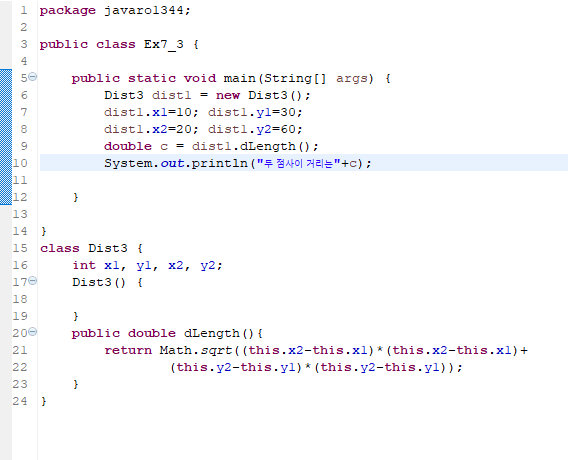 1 package javaro1344;
2
3 public class Ex7_3 {
4
5 public static void main(String[] args) {
6 Dist3 dist1 = new Dist3();
7 dist1.x1=10; dist1.y1=30;
8 dist1.x2=20; dist1.y2=60;
9 double c = dist1.dLength();
10 System.out.println("두 점사이 거리는"+c);
11
12 }
13
14 }
15 class Dist3 {
16 int x1, y1, x2, y2;
17 Dist3() {
18
19 }
20 public double dLength(){
21 return Math.sqrt((this.x2-this.x1)*(this.x2-this.x1)+
22 (this.y2-this.y1)*(this.y2-this.y1));
23 }
24 }